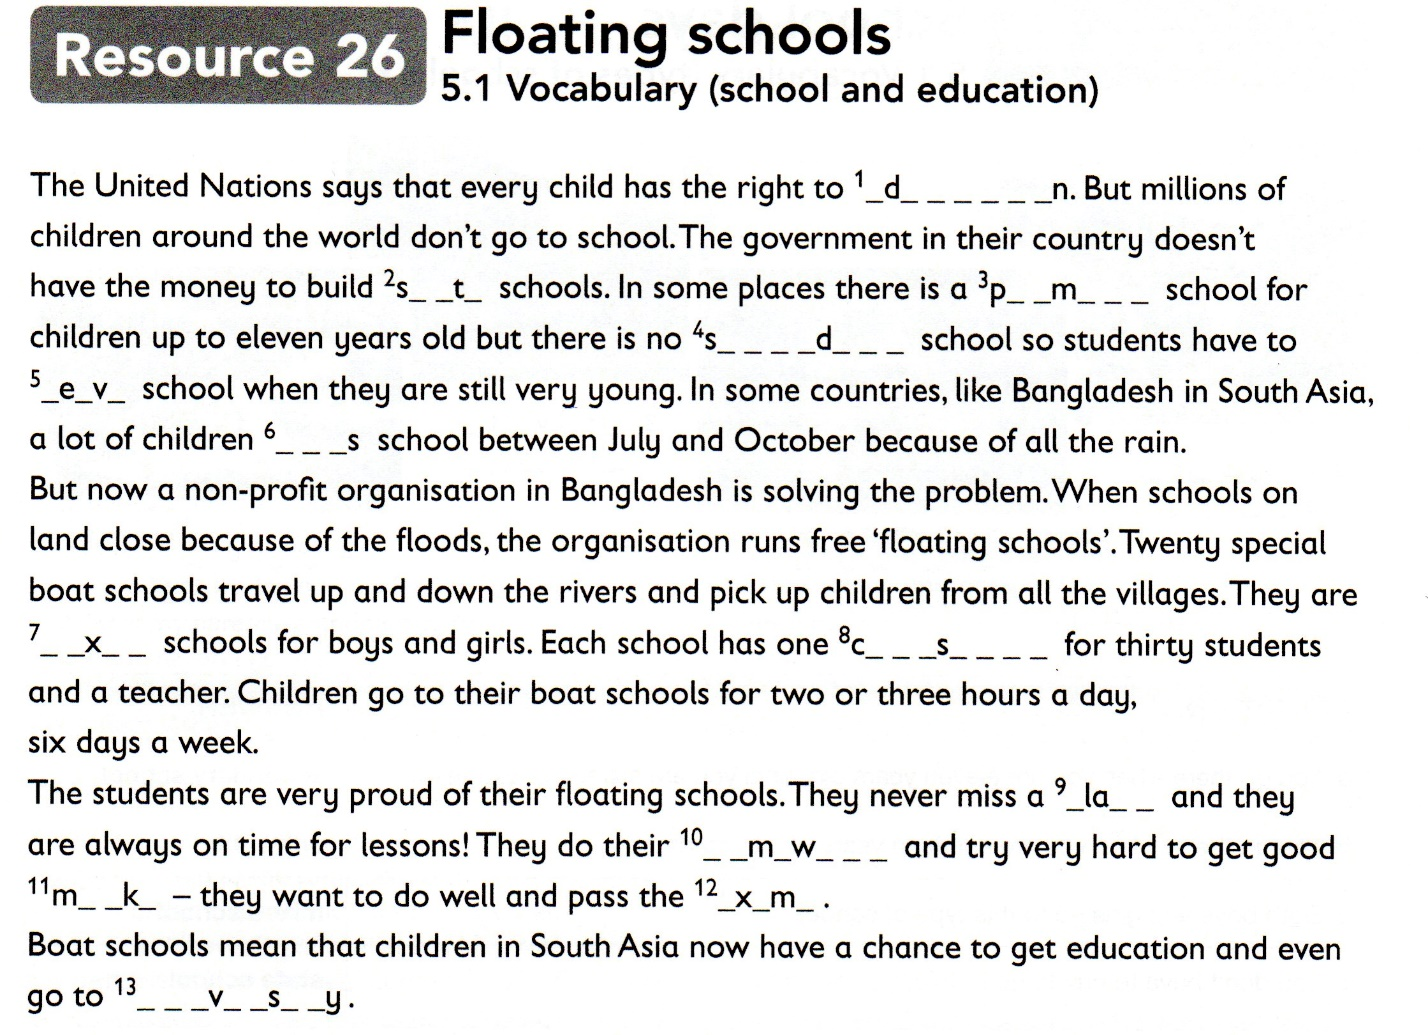 Resource 26
Floating schools
5.1 Vocabulary (school and education)
The United Nations says that every child has the right to ¹_d_ _ _ _ _ _n. But millions of
children around the world don't go to school. The government in their country doesn't
have the money to build ²s_ _t_ schools. In some places there is a ³p_ _m_ _ _ school for
children up to eleven years old but there is no ⁴s_ _ _ _d_ _ _ school so students have to
⁵_e_v_ school when they are still very young. In some countries, like Bangladesh in South Asia,
a lot of children ⁶_ _ _s school between July and October because of all the rain.
But now a non-profit organisation in Bangladesh is solving the problem. When schools on
land close because of the floods, the organisation runs free 'floating schools'. Twenty special
boat schools travel up and down the rivers and pick up children from all the villages. They are
⁷_ _x_ _ schools for boys and girls. Each school has one ⁸c_ _ _s_ _ _ _ for thirty students
and a teacher. Children go to their boat schools for two or three hours a day,
six days a week.
The students are very proud of their floating schools. They never miss a ⁹_la_ _ and they
are always on time for lessons! They do their ¹⁰_ _m_w_ _ _ and try very hard to get good
¹¹m_ _k_ – they want to do well and pass the ¹²_x_m_ .
Boat schools mean that children in South Asia now have a chance to get education and even
go to ¹³_ _ _v_ _s_ _y .